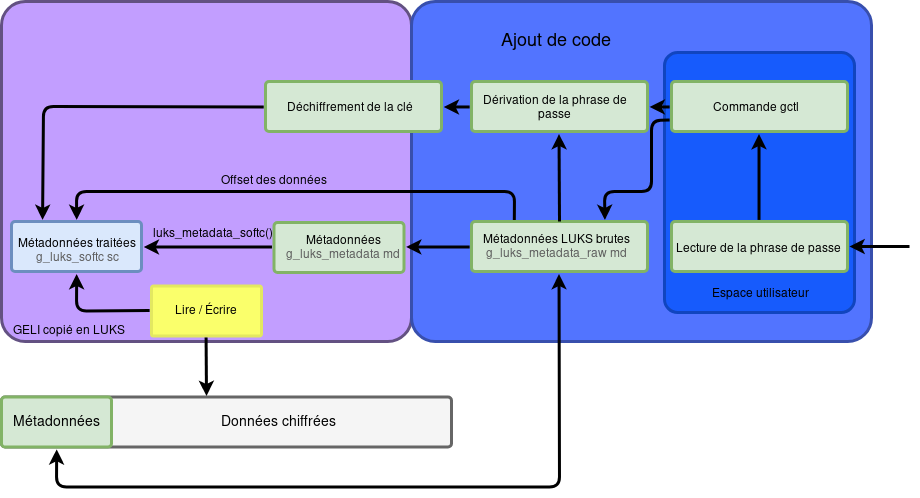 Ajout de code
Déchiffrement de la clé
Dérivation de la phrase de
passe
Commande gctl
Offset des données
Métadonnées traitées
g_luks_softc sc
luks_metadata_softc()
Métadonnées
g_luks_metadata md
Métadonnées LUKS brutes
g_luks_metadata_raw md
Lecture de la phrase de passe
Espace utilisateur
Lire / Écrire
GELI copié en LUKS
Métadonnées
Données chiffrées